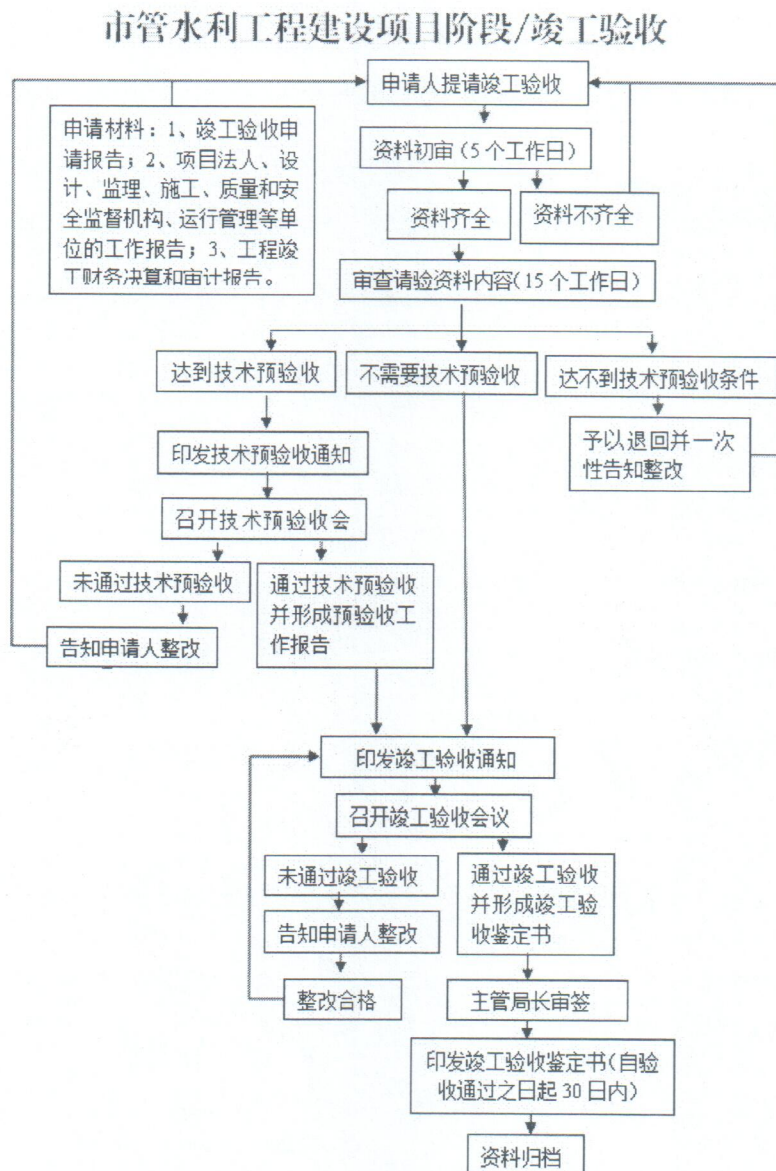 市管水利工程建设项目阶段/竣工验收
申请人提请竣工验收
申请材料：1、竣工验收申
请报告；2、项目法人、设
计、监理、施工、质量和安
全监督机构、运行管理等单
位的工作报告；3、工程竣
工财务决算和审计报告。
资料初审（5个工作日）
资料齐全
资料不齐全
审查请验资料内容（15个工作日）
达到技术预验收
不需要技术预验收
达不到技术预验收条件
印发技术预验收通知
予以退回并一次
性告知整改
召开技术预验收会
未通过技术预验收
通过技术预验收
并形成预验收工
作报告
告知申请人整改
印发竣工验收通知
召开竣工验收会议
未通过竣工验收
通过竣工验收
并形成竣工验
收鉴定书
告知申请人整改
整改合格
主管局长审签
印发竣工验收鉴定书（自验
收通过之日起30日内）
资料归档